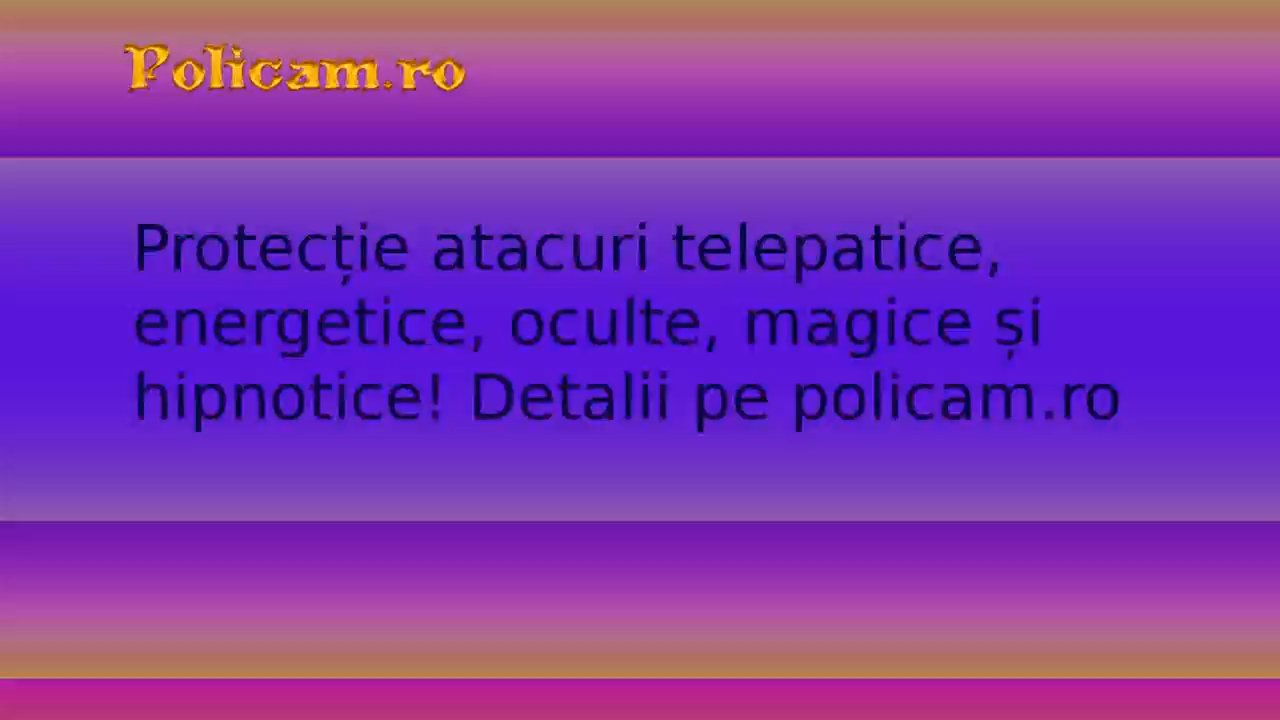 Policam.ro
Protecție atacuri telepatice,
energetice, oculte, magice și
hipnotice! Detalii pe policam.ro